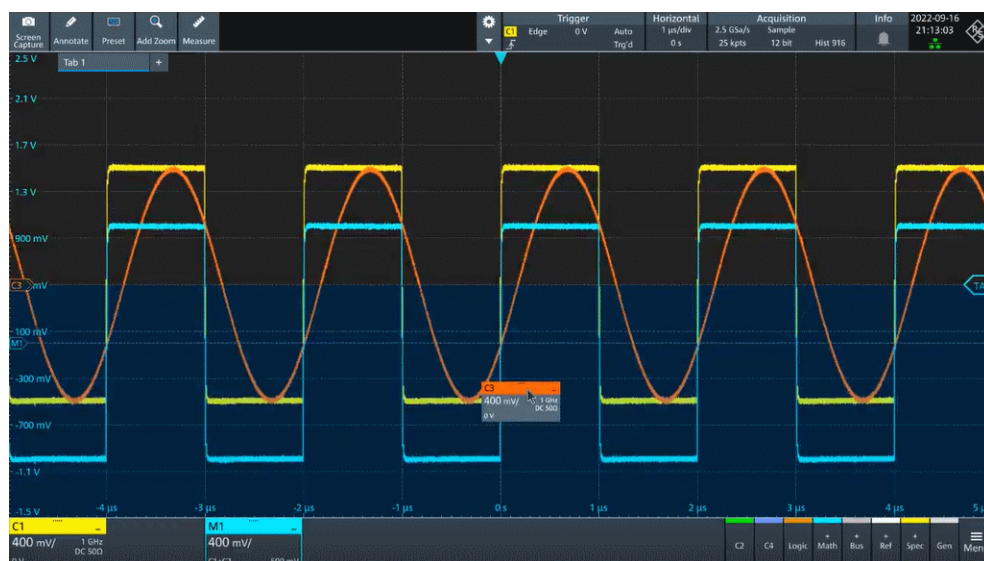 Screen
Capture
Annotate
Preset
Add Zoom
Measure
Trigger
C1 Edge 0 V Auto
Trg'd
Horizontal
1 µs/div
0 s
Acquisition
2.5 GSa/s Sample
25 kpts 12 bit Hist 916
Info
2022-09-16
21:13:03
Tab 1 +
2.5 V
2.1 V
1.7 V
1.3 V
900 mV
C3 mV
TA
100 mV
M1
-300 mV
-700 mV
-1.1 V
-1.5 V
C3
400 mV/ 1 GHz
DC 50Ω
0 V
-4 µs -3 µs -2 µs -1 µs 0 s 1 µs 2 µs 3 µs 4 µs 5 µ
C1
400 mV/ 1 GHz
DC 50Ω
0 V
M1
400 mV/
500 mV
C2 C4 Logic
+ Math
+ Bus
+ Ref
+ Spec
Gen
Men